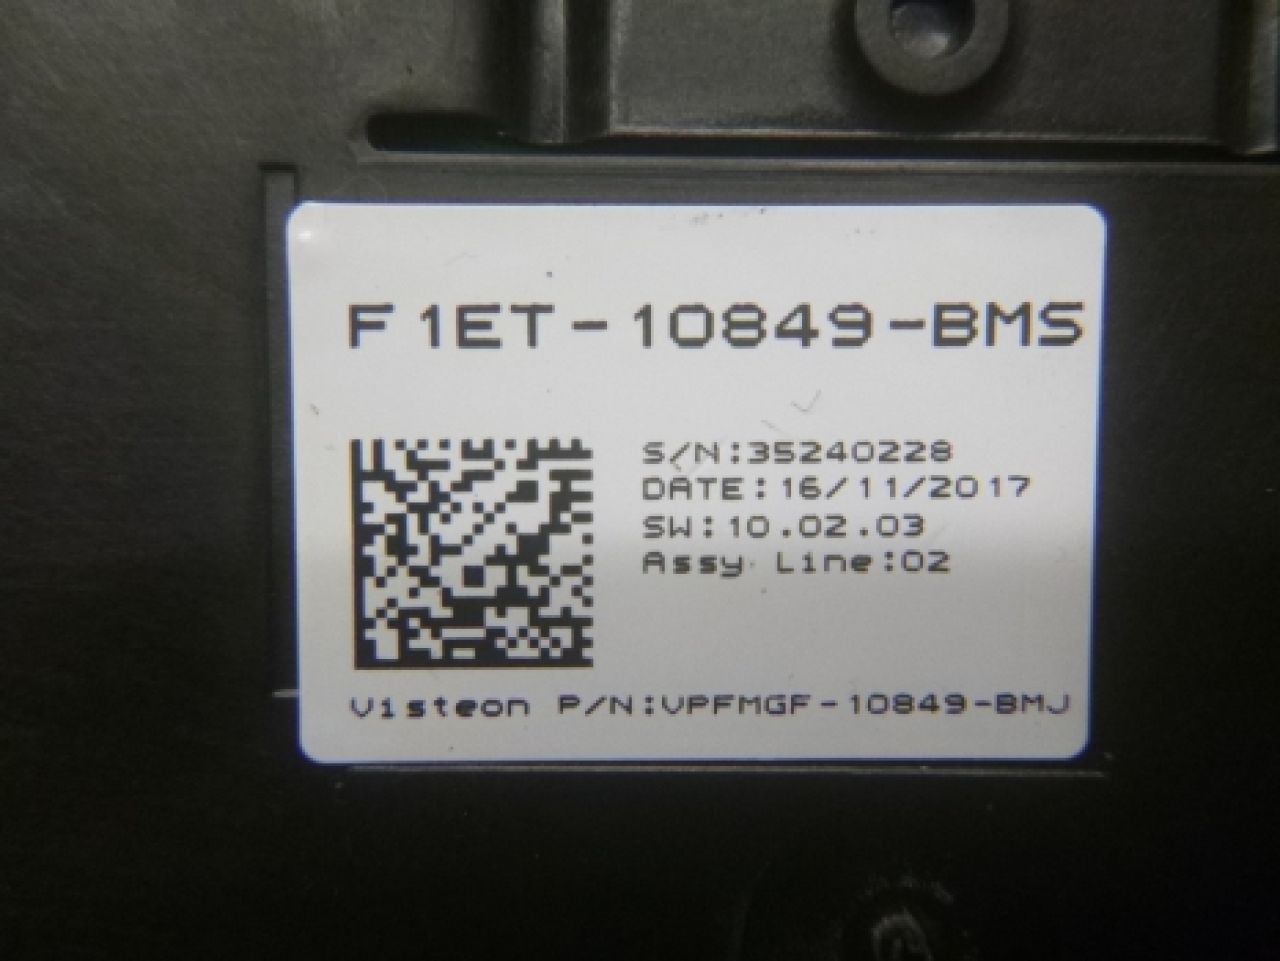 F1ET-10849-BMS
S/N:35240228
DATE:16/11/2017
SW:10.02.03
Assy Line:02
Visteon P/N:VPFMGF-10849-BMJ